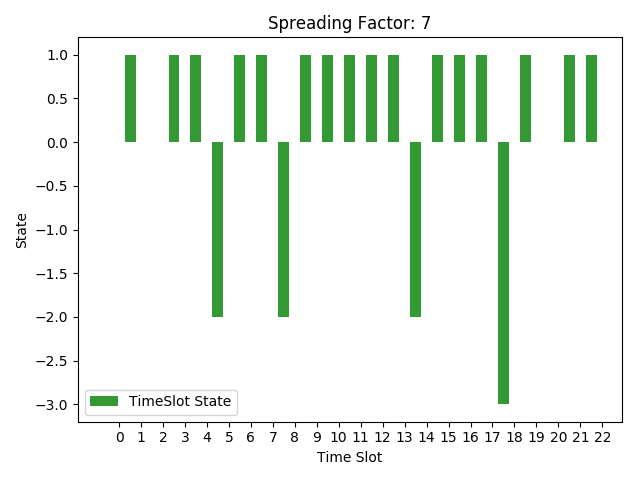 Spreading Factor: 7
1.0
0.5
0.0
−0.5
−1.0
−1.5
−2.0
−2.5
−3.0
State
TimeSlot State
0 1 2 3 4 5 6 7 8 9 10 11 12 13 14 15 16 17 18 19 20 21 22
Time Slot